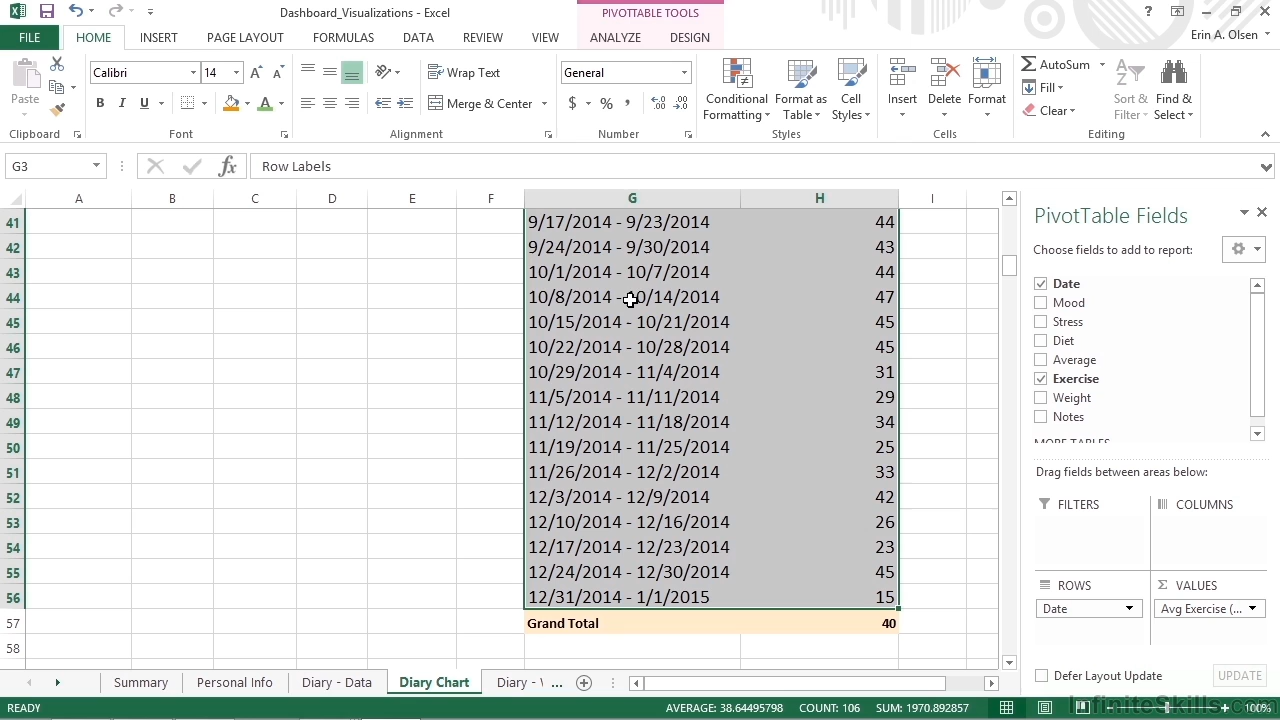 Dashboard_Visualizations - Excel
PIVOTTABLE TOOLS
?
FILE HOME INSERT PAGE LAYOUT FORMULAS DATA REVIEW VIEW ANALYZE DESIGN
Erin A. Olsen
Paste
Calibri 14
Wrap Text
General
Conditional Formatting
Format as Table
Cell Styles
Insert Delete Format
AutoSum
Fill
Clear
Sort & Filter
Find & Select
B I U
Merge & Center
$ % ,
Clipboard Font Alignment Number Styles Cells Editing
G3 fx Row Labels
A B C D E F G H I
41 9/17/2014 - 9/23/2014 44
42 9/24/2014 - 9/30/2014 43
43 10/1/2014 - 10/7/2014 44
44 10/8/2014 - 10/14/2014 47
45 10/15/2014 - 10/21/2014 45
46 10/22/2014 - 10/28/2014 45
47 10/29/2014 - 11/4/2014 31
48 11/5/2014 - 11/11/2014 29
49 11/12/2014 - 11/18/2014 34
50 11/19/2014 - 11/25/2014 25
51 11/26/2014 - 12/2/2014 33
52 12/3/2014 - 12/9/2014 42
53 12/10/2014 - 12/16/2014 26
54 12/17/2014 - 12/23/2014 23
55 12/24/2014 - 12/30/2014 45
56 12/31/2014 - 1/1/2015 15
57 Grand Total 40
58
PivotTable Fields
Choose fields to add to report:
Date
Mood
Stress
Diet
Average
Exercise
Weight
Notes
MORE TABLES
Drag fields between areas below:
FILTERS COLUMNS
ROWS VALUES
Date Avg Exercise (...
Defer Layout Update UPDATE
Summary Personal Info Diary - Data Diary Chart Diary - ...
READY AVERAGE: 38.64495798 COUNT: 106 SUM: 1970.892857 100%
InfiniteSkills.com